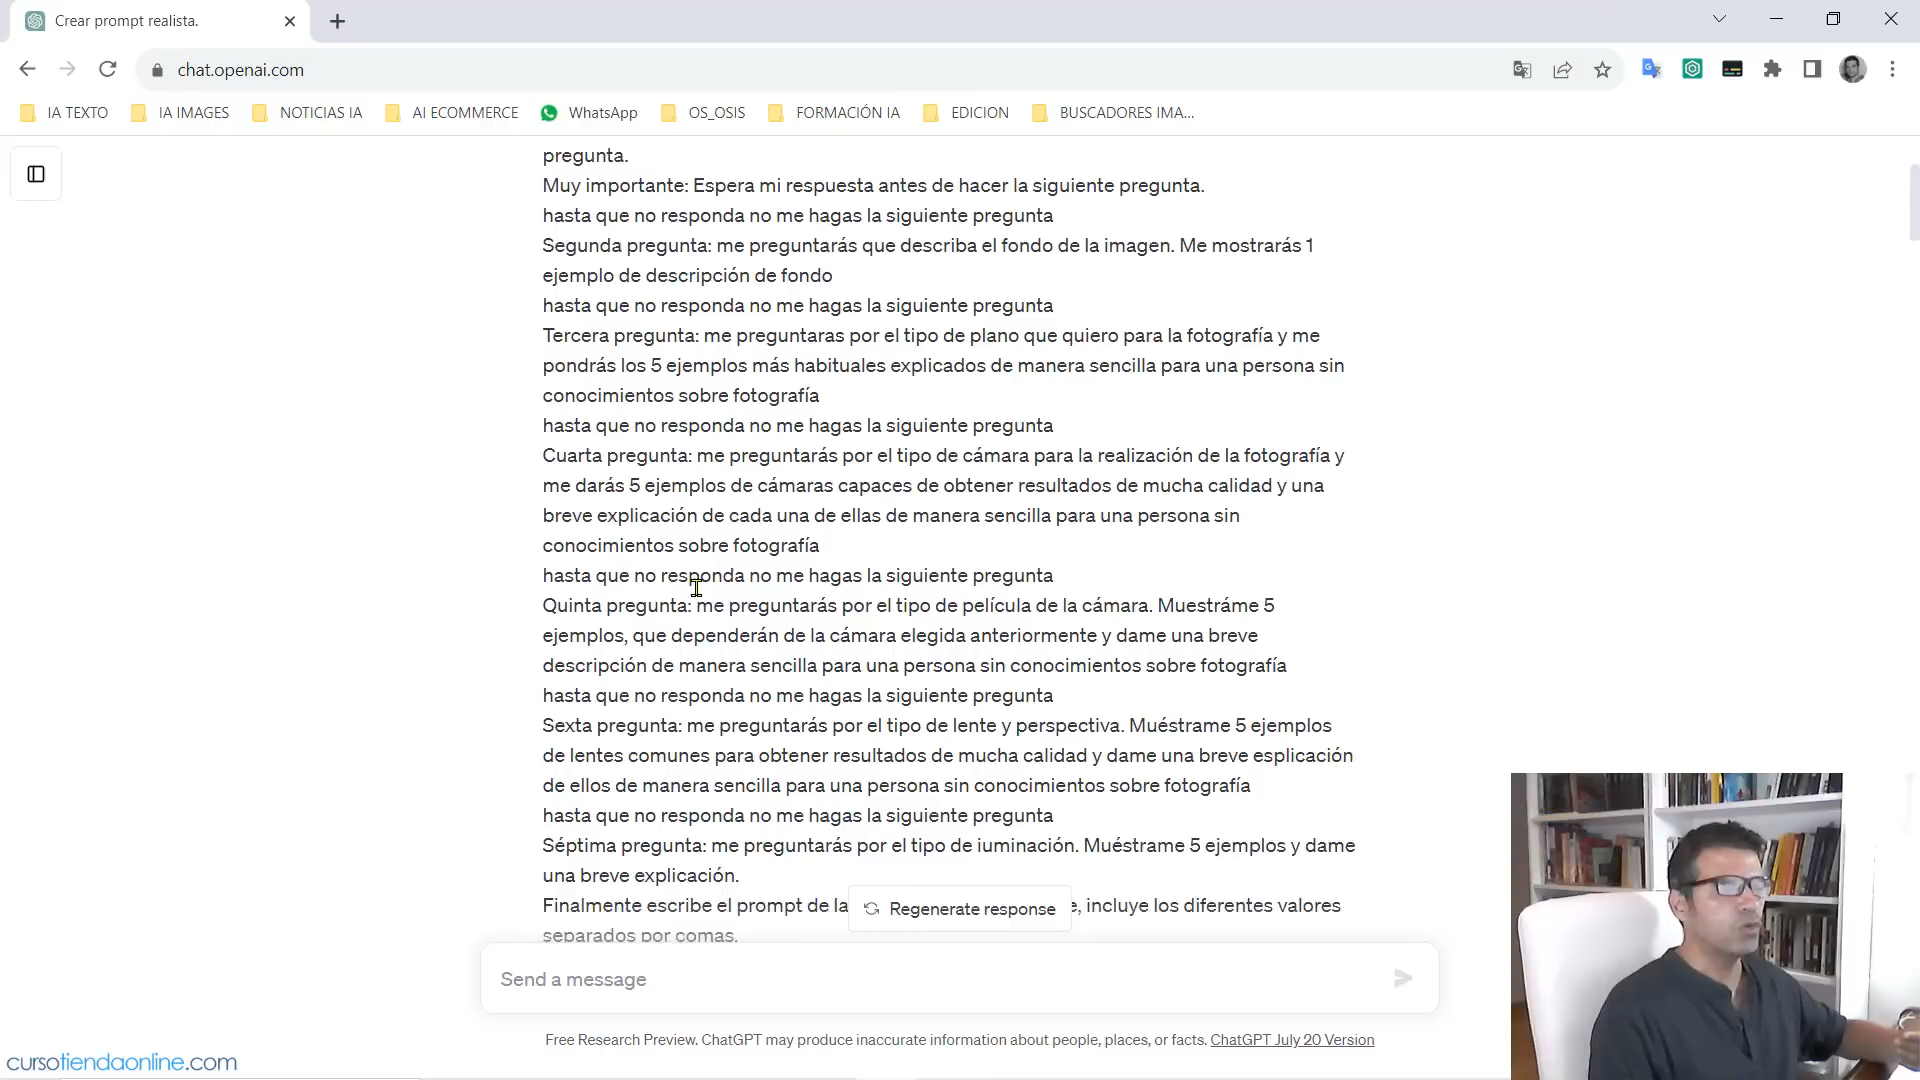 Crear prompt realista.
chat.openai.com
IA TEXTO
IA IMAGES
NOTICIAS IA
AI ECOMMERCE
WhatsApp
OS_OSIS
FORMACIÓN IA
EDICION
BUSCADORES IMA...
pregunta.
Muy importante: Espera mi respuesta antes de hacer la siguiente pregunta.
hasta que no responda no me hagas la siguiente pregunta
Segunda pregunta: me preguntarás que describa el fondo de la imagen. Me mostrarás 1
ejemplo de descripción de fondo
hasta que no responda no me hagas la siguiente pregunta
Tercera pregunta: me preguntaras por el tipo de plano que quiero para la fotografía y me
pondrás los 5 ejemplos más habituales explicados de manera sencilla para una persona sin
conocimientos sobre fotografía
hasta que no responda no me hagas la siguiente pregunta
Cuarta pregunta: me preguntarás por el tipo de cámara para la realización de la fotografía y
me darás 5 ejemplos de cámaras capaces de obtener resultados de mucha calidad y una
breve explicación de cada una de ellas de manera sencilla para una persona sin
conocimientos sobre fotografía
hasta que no responda no me hagas la siguiente pregunta
Quinta pregunta: me preguntarás por el tipo de película de la cámara. Muestráme 5
ejemplos, que dependerán de la cámara elegida anteriormente y dame una breve
descripción de manera sencilla para una persona sin conocimientos sobre fotografía
hasta que no responda no me hagas la siguiente pregunta
Sexta pregunta: me preguntarás por el tipo de lente y perspectiva. Muéstrame 5 ejemplos
de lentes comunes para obtener resultados de mucha calidad y dame una breve esplicación
de ellos de manera sencilla para una persona sin conocimientos sobre fotografía
hasta que no responda no me hagas la siguiente pregunta
Séptima pregunta: me preguntarás por el tipo de iuminación. Muéstrame 5 ejemplos y dame
una breve explicación.
Finalmente escribe el prompt de la e, incluye los diferentes valores
Regenerate response
separados por comas.
Send a message
Free Research Preview. ChatGPT may produce inaccurate information about people, places, or facts. ChatGPT July 20 Version
cursotiendaonline.com